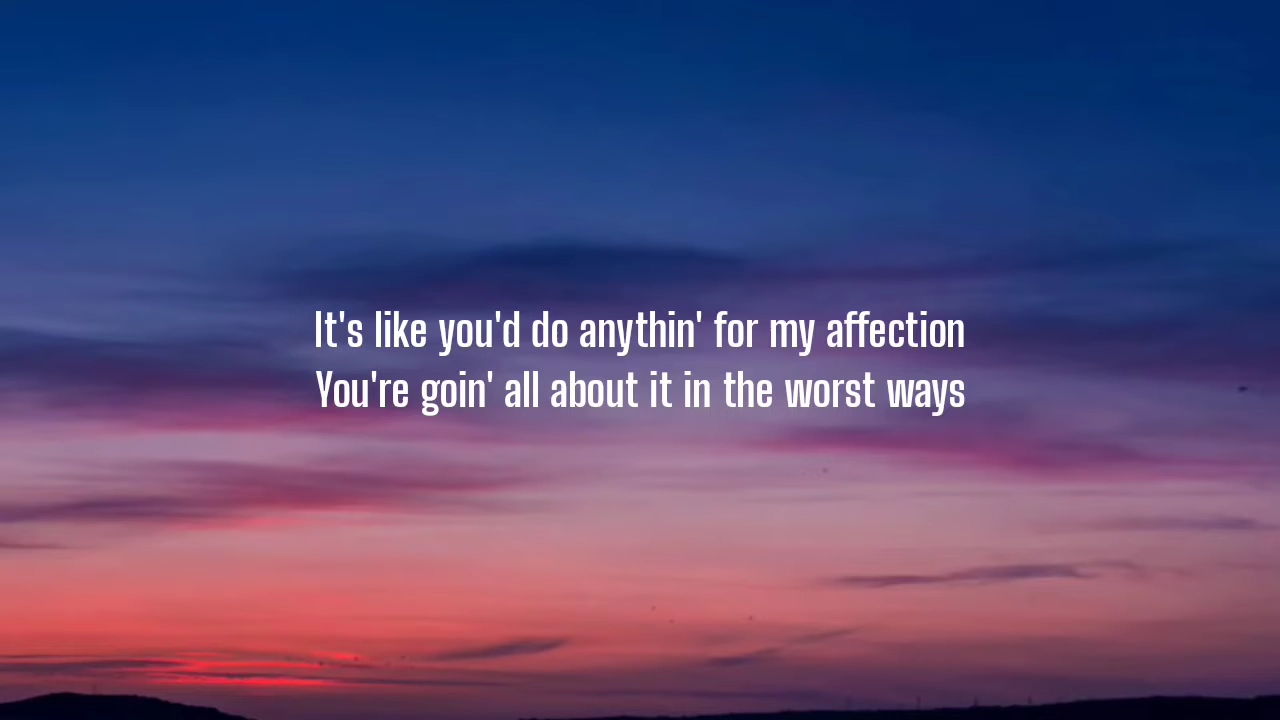 It's like you'd do anythin' for my affection
You're goin' all about it in the worst ways